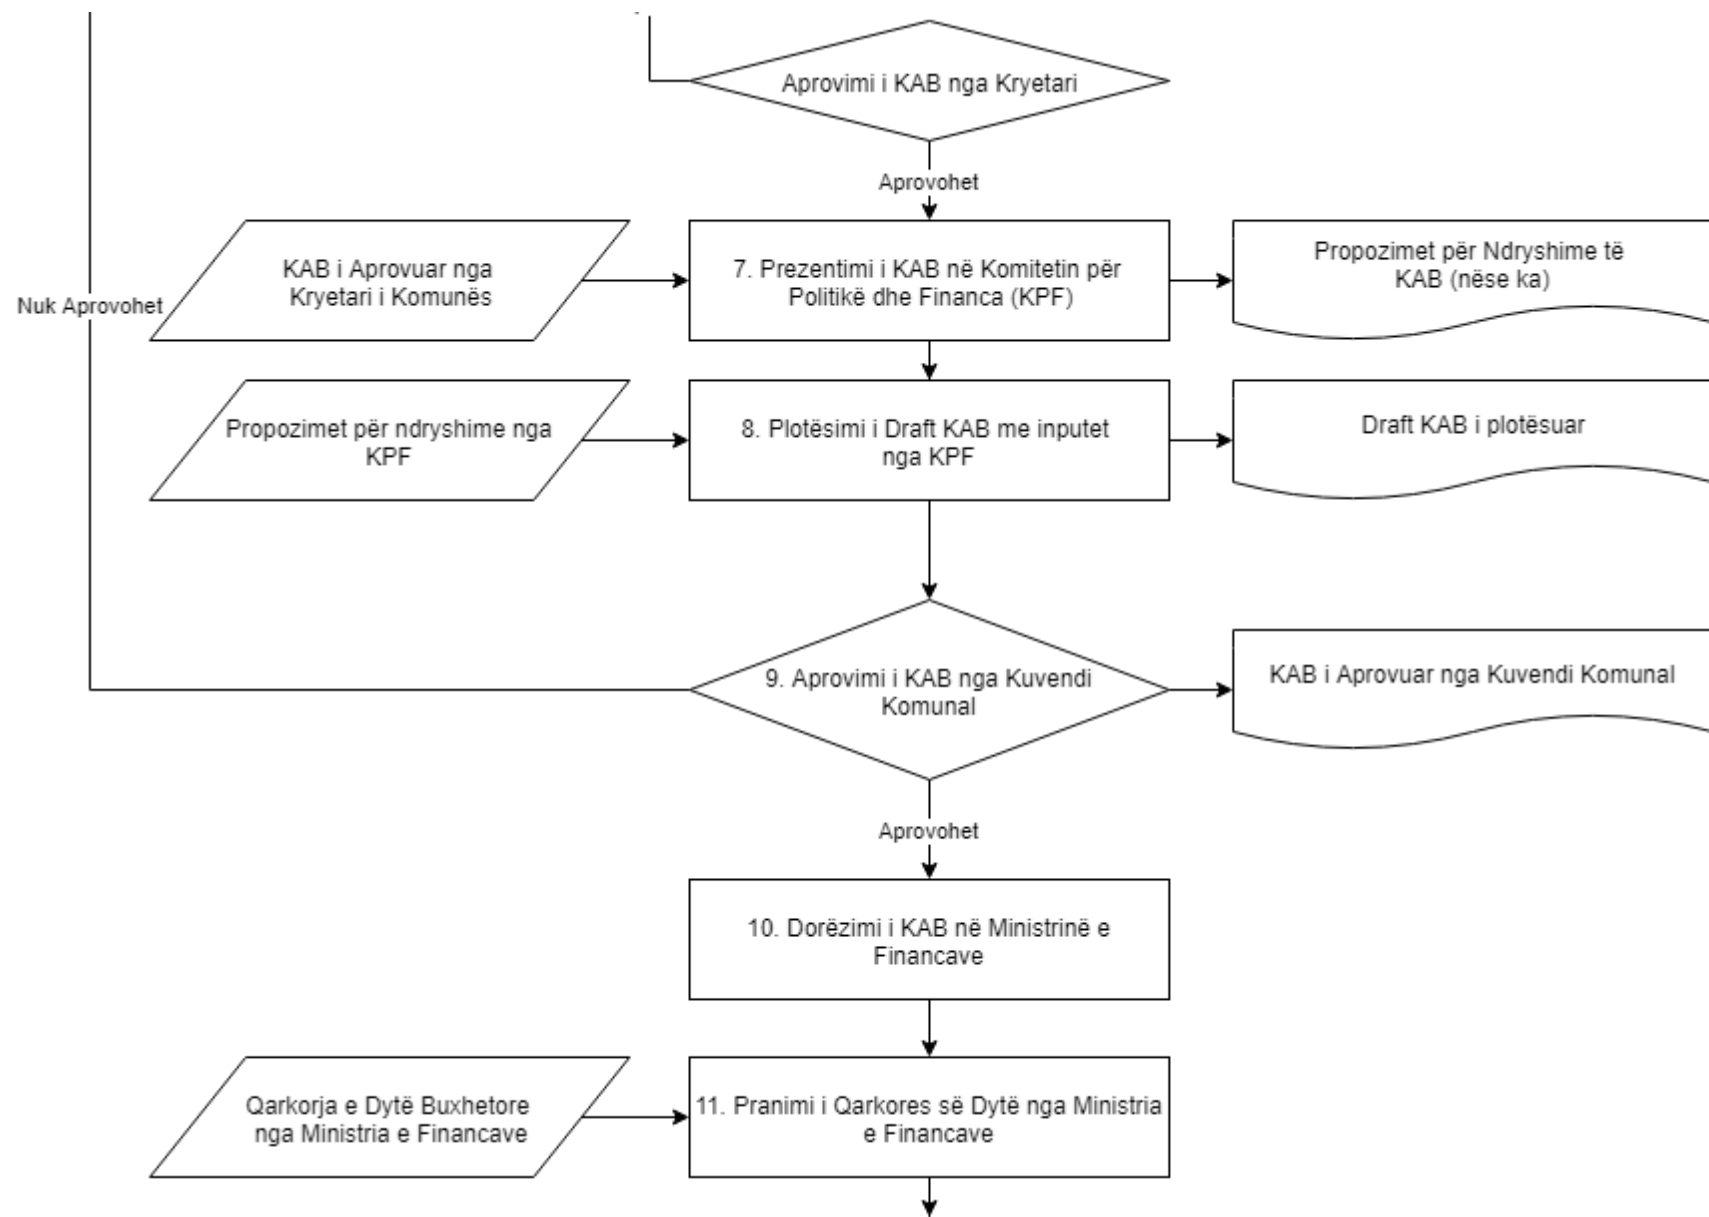 Aprovimi i KAB nga Kryetari
Aprovohet
KAB i Aprovuar nga
Kryetari i Komunës
7. Prezentimi i KAB në Komitetin për
Politikë dhe Financa (KPF)
Propozimet për Ndryshime të
KAB (nëse ka)
Nuk Aprovohet
Propozimet për ndryshime nga
KPF
8. Plotësimi i Draft KAB me inputet
nga KPF
Draft KAB i plotësuar
9. Aprovimi i KAB nga Kuvendi
Komunal
KAB i Aprovuar nga Kuvendi Komunal
Aprovohet
10. Dorëzimi i KAB në Ministrinë e
Financave
Qarkorja e Dytë Buxhetore
nga Ministria e Financave
11. Pranimi i Qarkores së Dytë nga Ministria
e Financave